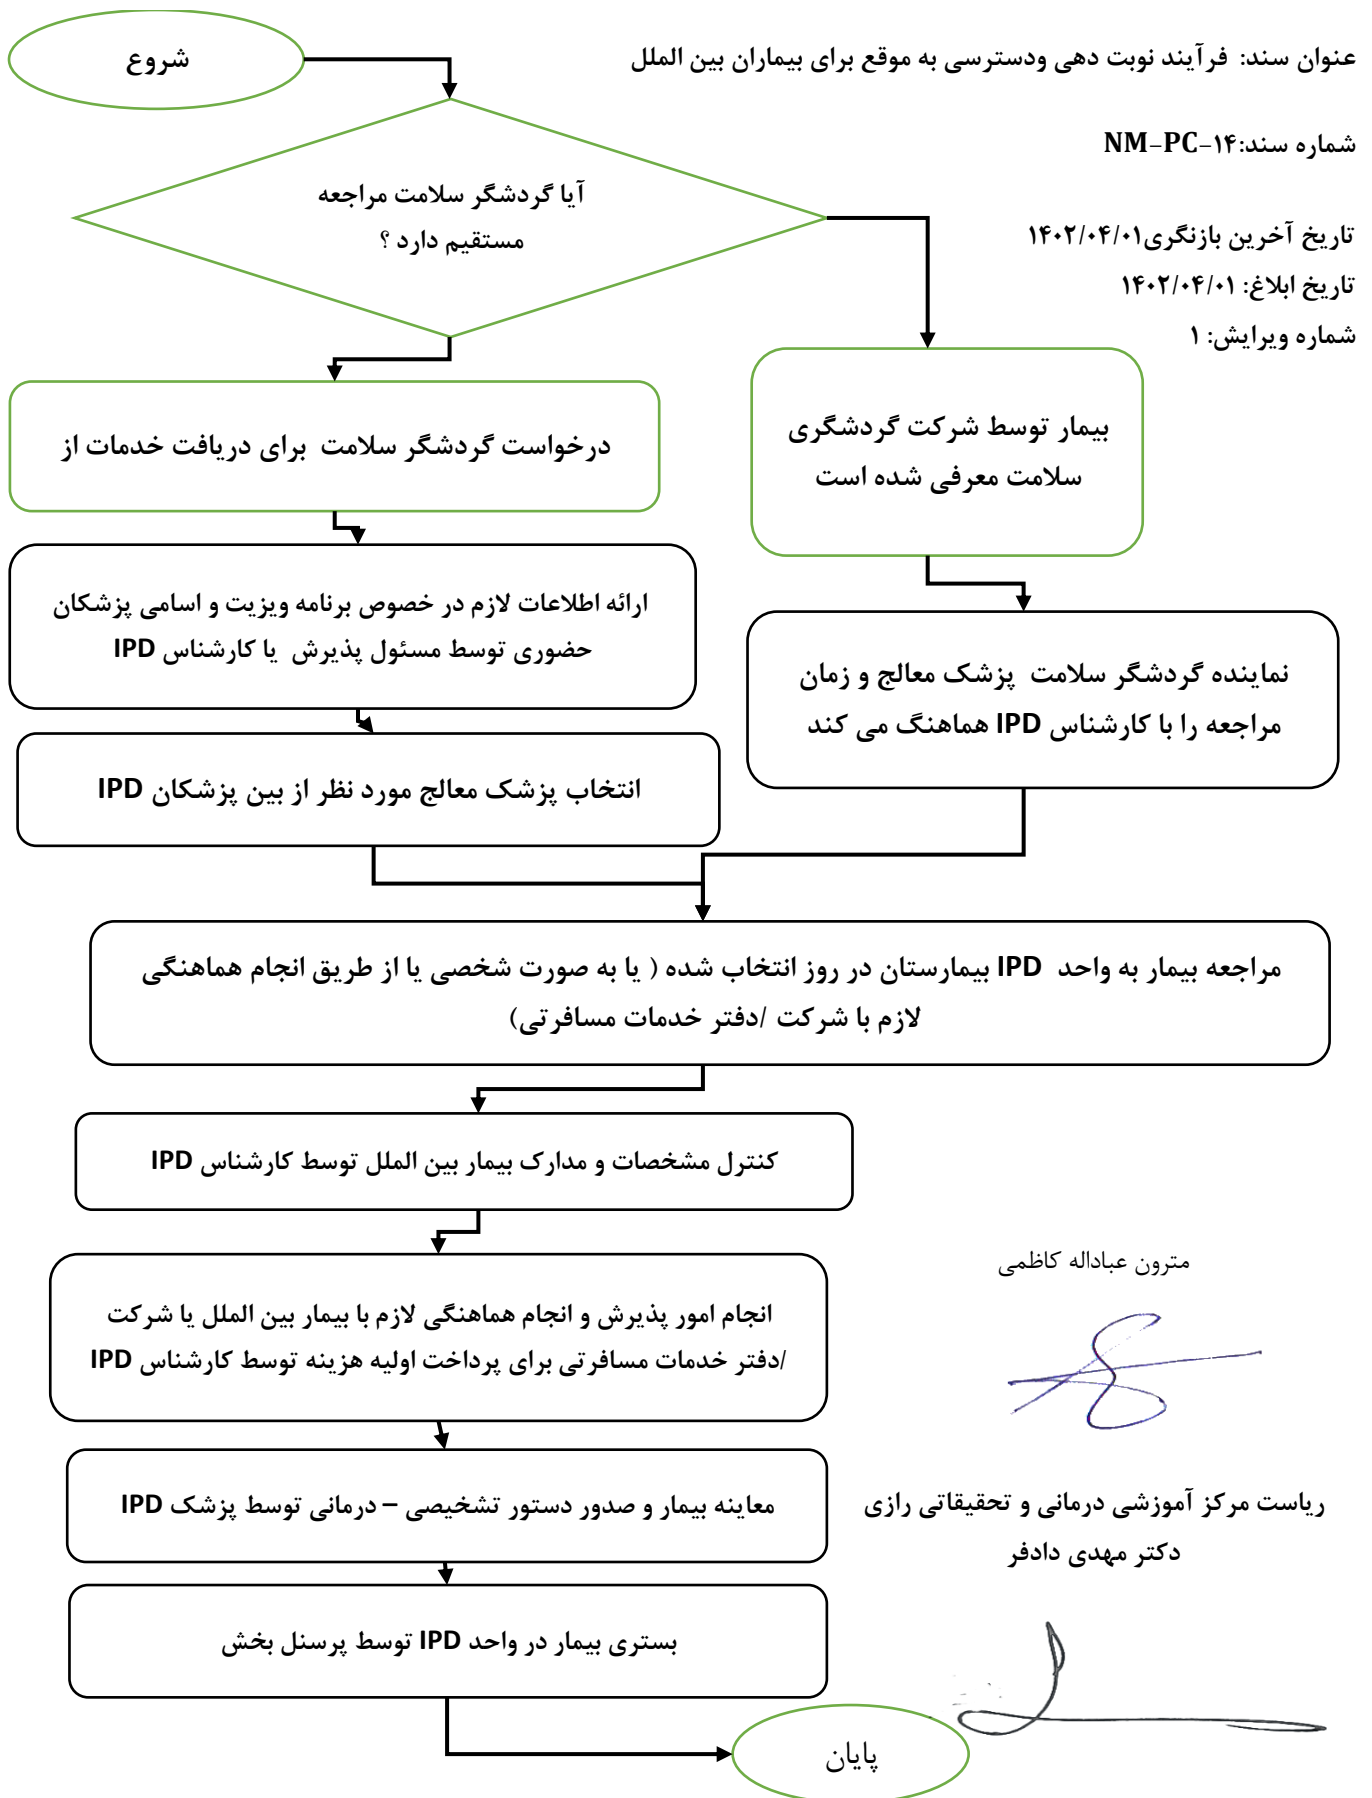 عنوان سند: فرآیند نوبت دهی ودسترسی به موقع برای بیماران بین الملل
شماره سند:NM-PC-۱۴
تاریخ آخرین بازنگری۱۴۰۲/۰۴/۰۱
تاریخ ابلاغ: ۱۴۰۲/۰۴/۰۱
شماره ویرایش: ۱
شروع
آیا گردشگر سلامت مراجعه
مستقیم دارد ؟
بیمار توسط شرکت گردشگری
سلامت معرفی شده است
درخواست گردشگر سلامت برای دریافت خدمات از
ارائه اطلاعات لازم در خصوص برنامه ویزیت و اسامی پزشکان
حضوری توسط مسئول پذیرش یا کارشناس IPD
نماینده گردشگر سلامت پزشک معالج و زمان
مراجعه را با کارشناس IPD هماهنگ می کند
انتخاب پزشک معالج مورد نظر از بین پزشکان IPD
مراجعه بیمار به واحد IPD بیمارستان در روز انتخاب شده ( یا به صورت شخصی یا از طریق انجام هماهنگی
لازم با شرکت /دفتر خدمات مسافرتی)
کنترل مشخصات و مدارک بیمار بین الملل توسط کارشناس IPD
انجام امور پذیرش و انجام هماهنگی لازم با بیمار بین الملل یا شرکت
/دفتر خدمات مسافرتی برای پرداخت اولیه هزینه توسط کارشناس IPD
معاینه بیمار و صدور دستور تشخیصی – درمانی توسط پزشک IPD
بستری بیمار در واحد IPD توسط پرسنل بخش
پایان
مترون عباداله کاظمی
ریاست مرکز آموزشی درمانی و تحقیقاتی رازی
دکتر مهدی دادفر